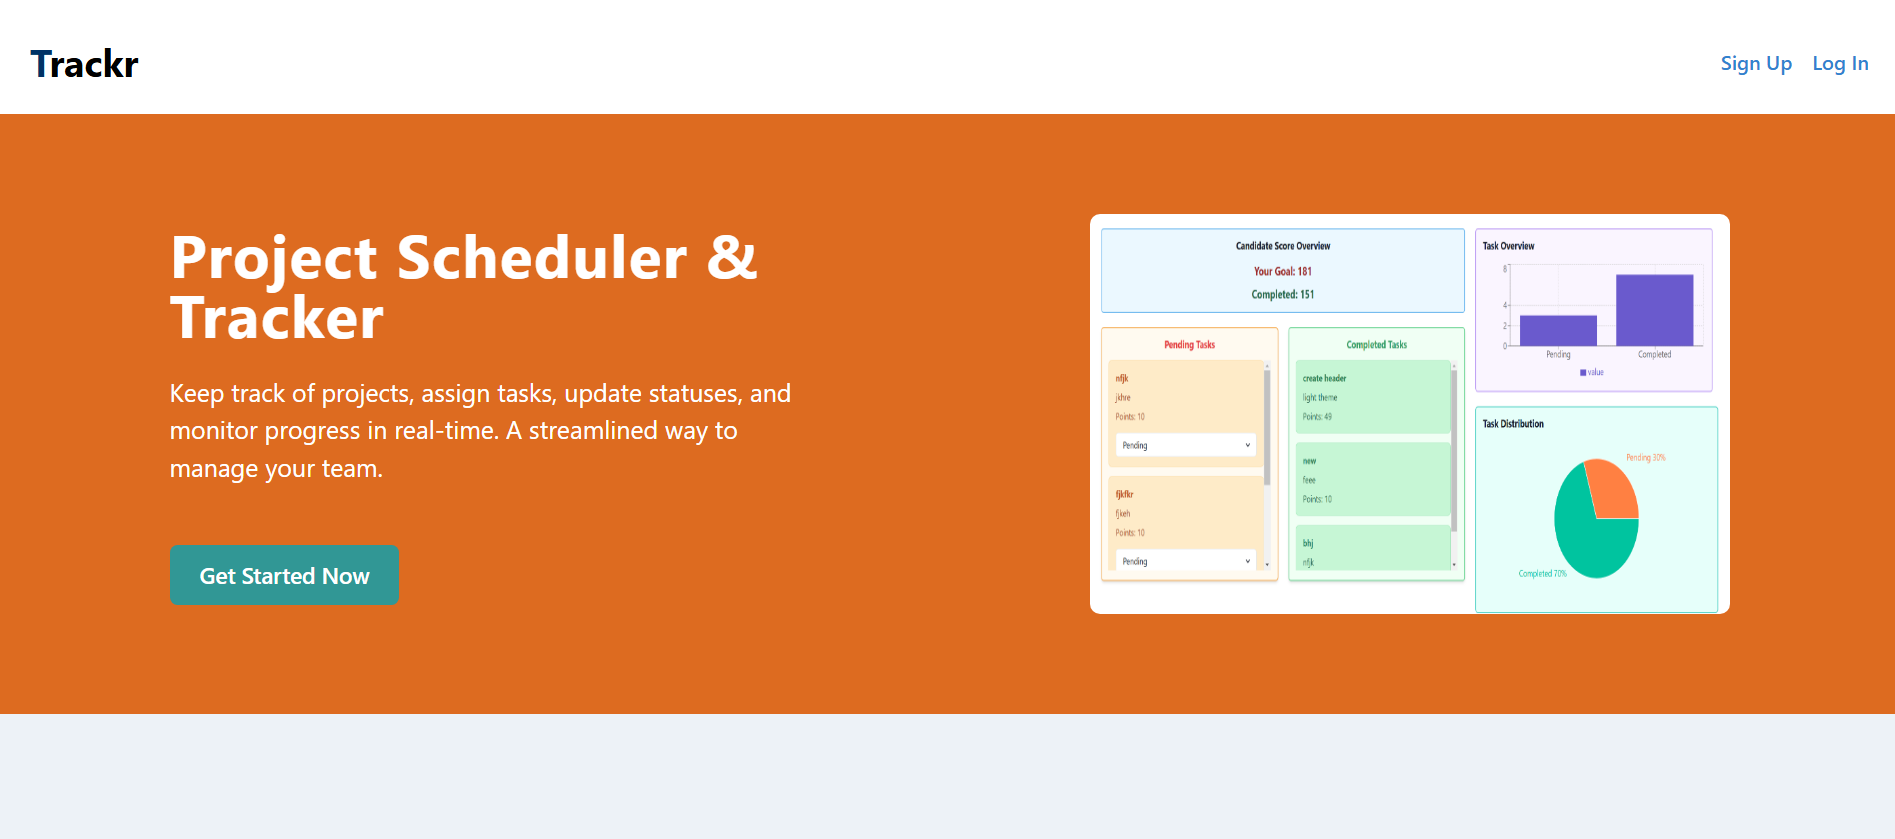 Trackr
Sign Up
Log In
Project Scheduler &
Tracker
Keep track of projects, assign tasks, update statuses, and
monitor progress in real-time. A streamlined way to
manage your team.
Get Started Now
Candidate Score Overview
Your Goal: 181
Completed: 151
Pending Tasks
nfjk
jkhre
Points: 10
Pending
fjkfkr
fjkeh
Points: 10
Pending
Completed Tasks
create header
light theme
Points: 49
new
feee
Points: 10
bhj
nfjk
Task Overview
8
4
2
0
Pending
Completed
value
Task Distribution
Pending 30%
Completed 70%